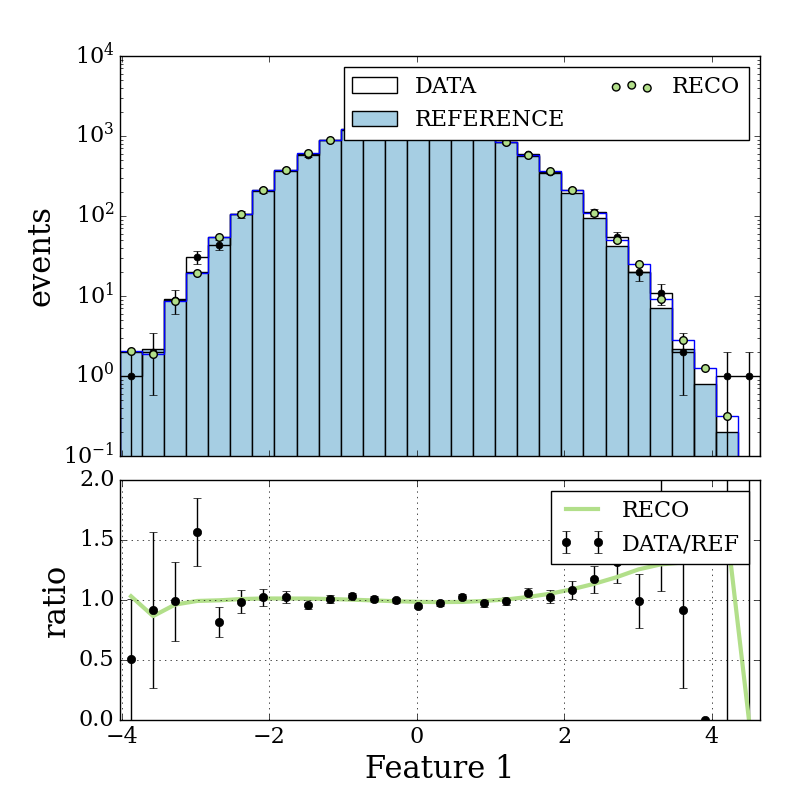 10⁴
DATA RECO
REFERENCE
10³
10²
10¹
10⁰
10⁻¹
events
2.0
RECO
DATA/REF
1.5
1.0
0.5
0.0
ratio
−4 −2 0 2 4
Feature 1